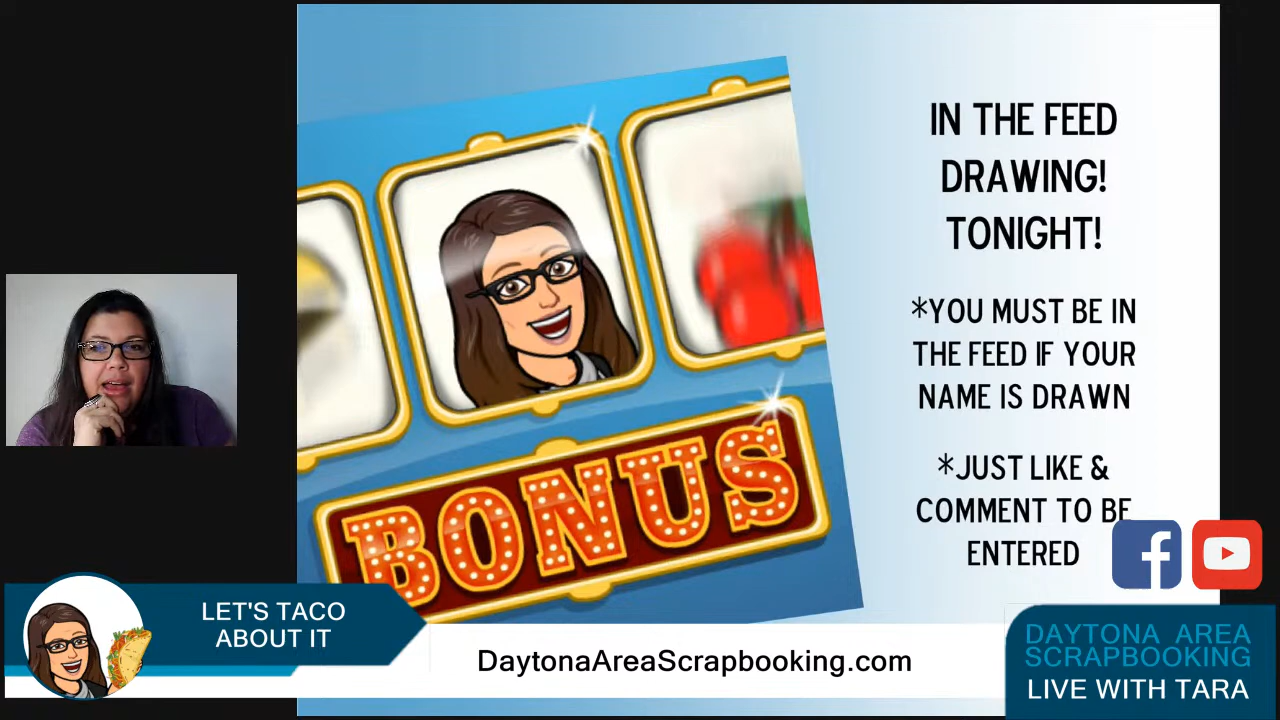 IN THE FEED
DRAWING!
TONIGHT!
*YOU MUST BE IN
THE FEED IF YOUR
NAME IS DRAWN
*JUST LIKE &
COMMENT TO BE
ENTERED
BONUS
LET'S TACO
ABOUT IT
DaytonaAreaScrapbooking.com
DAYTONA AREA
SCRAPBOOKING
LIVE WITH TARA